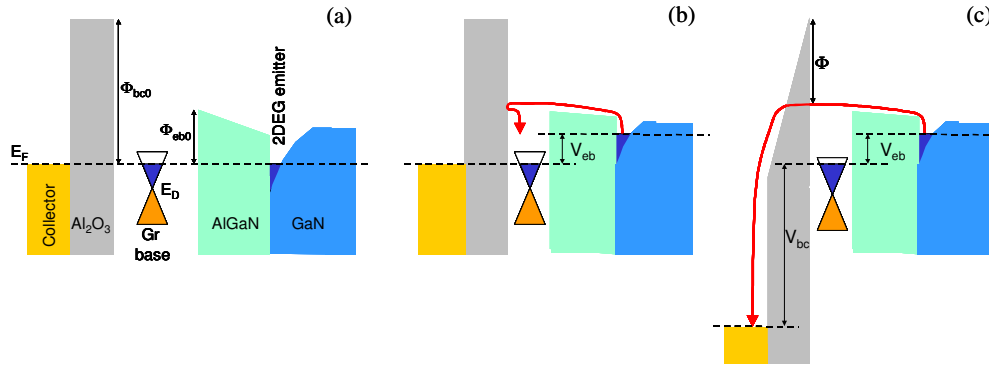 (a)
Φbc0
Φeb0
2DEG emitter
EF
ED
Collector
Al2O3
Gr
base
AlGaN
GaN
(b)
Veb
(c)
Φ
Veb
Vbc